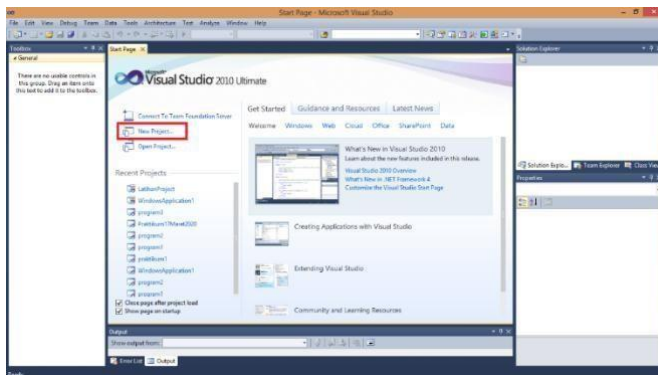 Start Page - Microsoft Visual Studio
File Edit View Debug Team Data Tools Architecture Test Analyze Window Help
Toolbox
General
There are no usable controls in
this group. Drag an item onto
this text to add it to the toolbox.
Start Page
Microsoft
Visual Studio 2010 Ultimate
Connect To Team Foundation Server
New Project...
Open Project...
Recent Projects
LatihanProject
WindowsApplication1
program3
Praktikum17Maret2020
program2
program1
praktikum1
WindowsApplication1
program2
program1
Close page after project load
Show page on startup
Get Started Guidance and Resources Latest News
Welcome Windows Web Cloud Office SharePoint Data
What's New in Visual Studio 2010
Learn about the new features included in this release.
Visual Studio 2010 Overview
What's New in .NET Framework 4
Customize the Visual Studio Start Page
Creating Applications with Visual Studio
Extending Visual Studio
Community and Learning Resources
Output
Show output from:
Error List Output
Solution Explorer
Solution Explo... Team Explorer Class View
Properties
Ready